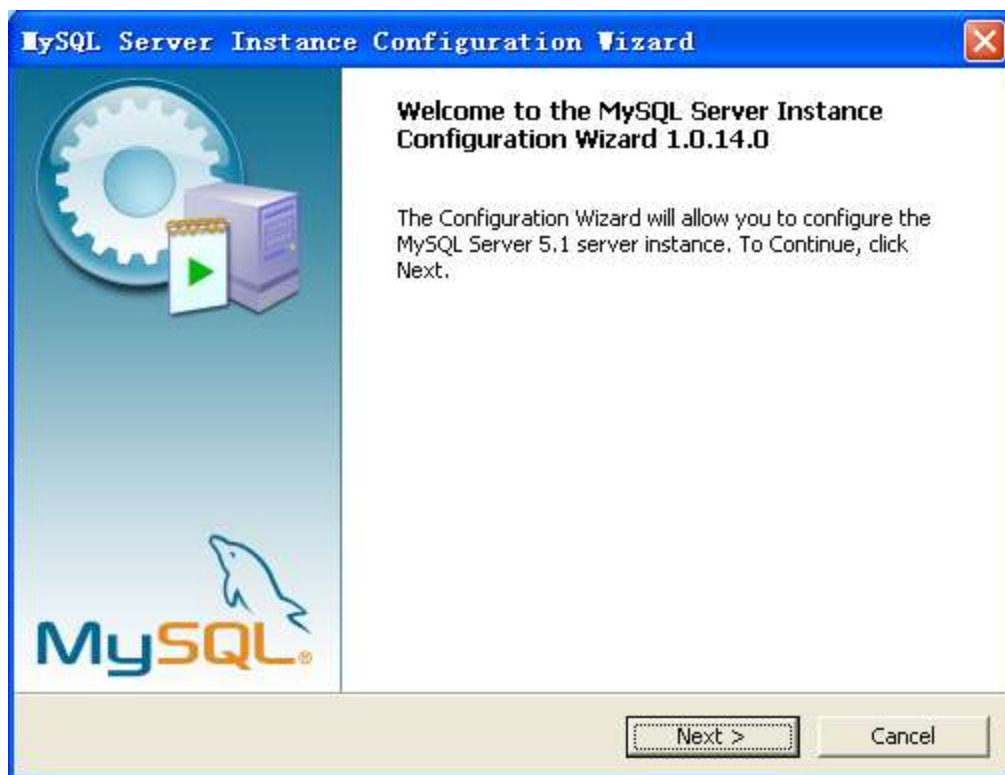 MySQL Server Instance Configuration Wizard
Welcome to the MySQL Server Instance
Configuration Wizard 1.0.14.0
The Configuration Wizard will allow you to configure the
MySQL Server 5.1 server instance. To Continue, click
Next.
MySQL®
Next >
Cancel